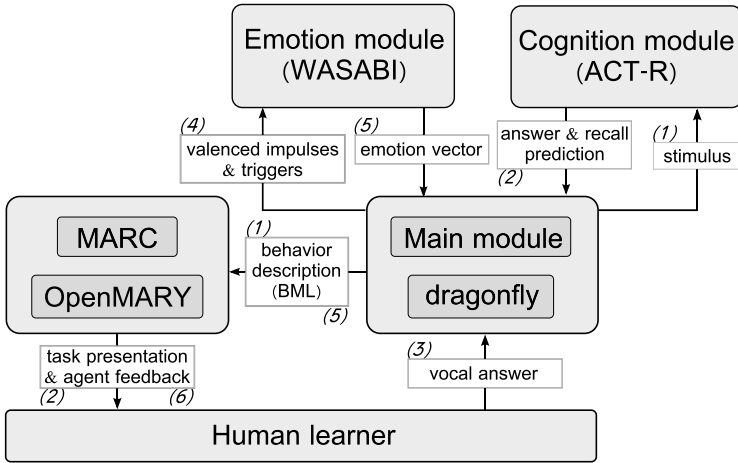 Emotion module
(WASABI)
Cognition module
(ACT-R)
(4)
valenced impulses
& triggers
(5)
emotion vector
answer & recall
prediction
(2)
(1)
stimulus
MARC
OpenMARY
(1)
behavior
description
(BML)
(5)
Main module
dragonfly
task presentation
& agent feedback
(2)
(6)
(3)
vocal answer
Human learner